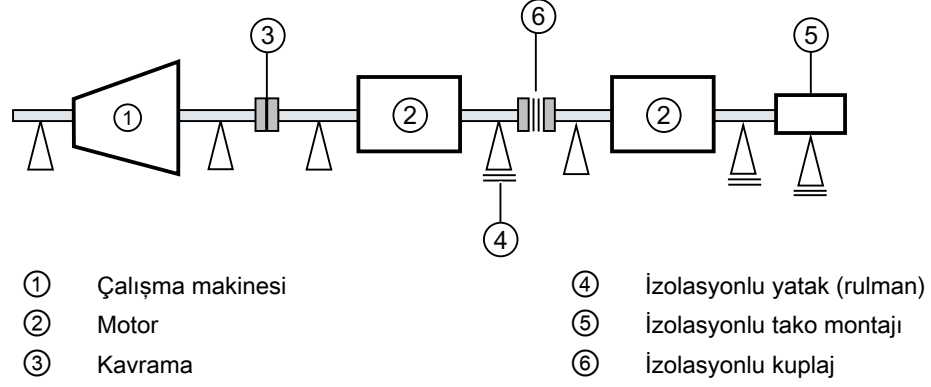 ③ ⑥ ⑤
① ② ②
④
① Çalışma makinesi ④ İzolasyonlu yatak (rulman)
② Motor ⑤ İzolasyonlu tako montajı
③ Kavrama ⑥ İzolasyonlu kuplaj